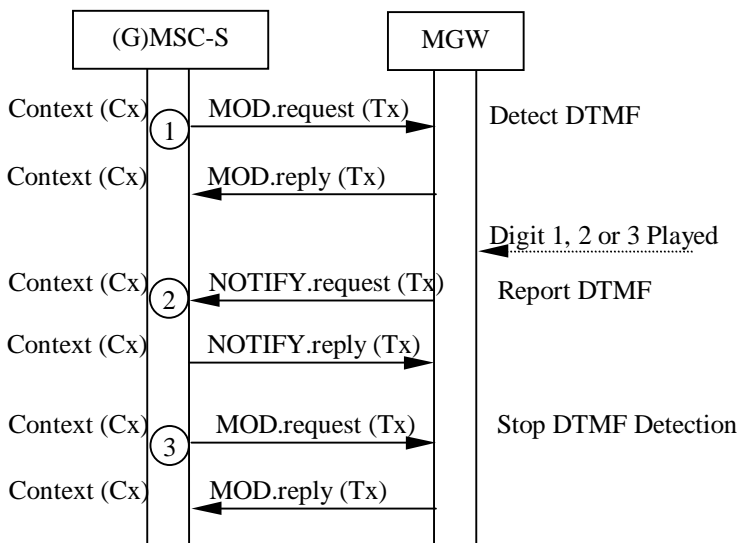 (G)MSC-S
MGW
Context (Cx)
1
MOD.request (Tx)
Detect DTMF
Context (Cx)
MOD.reply (Tx)
Digit 1, 2 or 3 Played
Context (Cx)
2
NOTIFY.request (Tx)
Report DTMF
Context (Cx)
NOTIFY.reply (Tx)
Context (Cx)
3
MOD.request (Tx)
Stop DTMF Detection
Context (Cx)
MOD.reply (Tx)